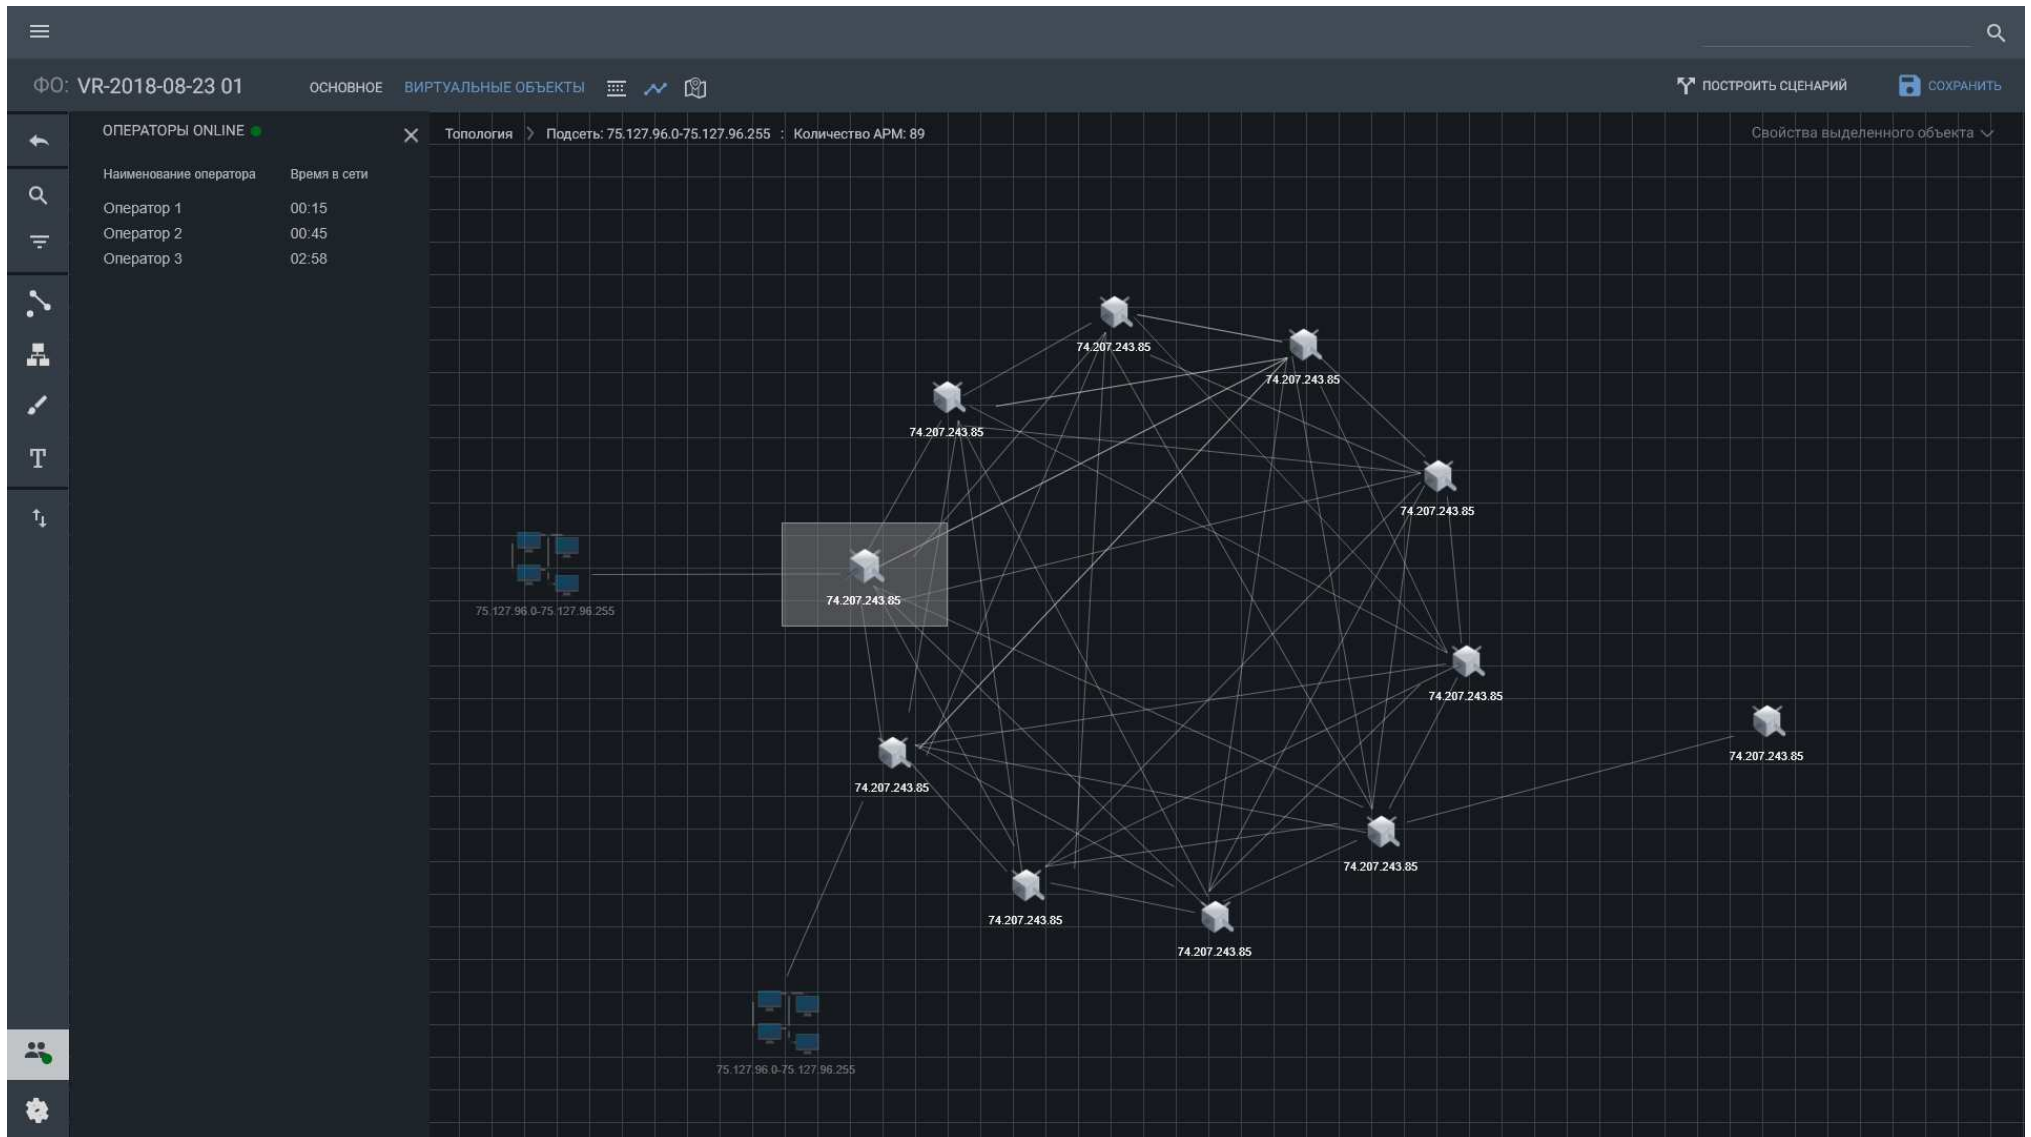 ФО: VR-2018-08-23 01
ОСНОВНОЕ
ВИРТУАЛЬНЫЕ ОБЪЕКТЫ
ПОСТРОИТЬ СЦЕНАРИЙ
СОХРАНИТЬ
ОПЕРАТОРЫ ONLINE
Наименование оператора Время в сети
Оператор 1 00:15
Оператор 2 00:45
Оператор 3 02:58
Топология Подсеть: 75.127.96.0-75.127.96.255 : Количество АРМ: 89
Свойства выделенного объекта
74.207.243.85
74.207.243.85
74.207.243.85
74.207.243.85
74.207.243.85
75.127.96.0-75.127.96.255
74.207.243.85
74.207.243.85
74.207.243.85
74.207.243.85
74.207.243.85
74.207.243.85
75.127.96.0-75.127.96.255